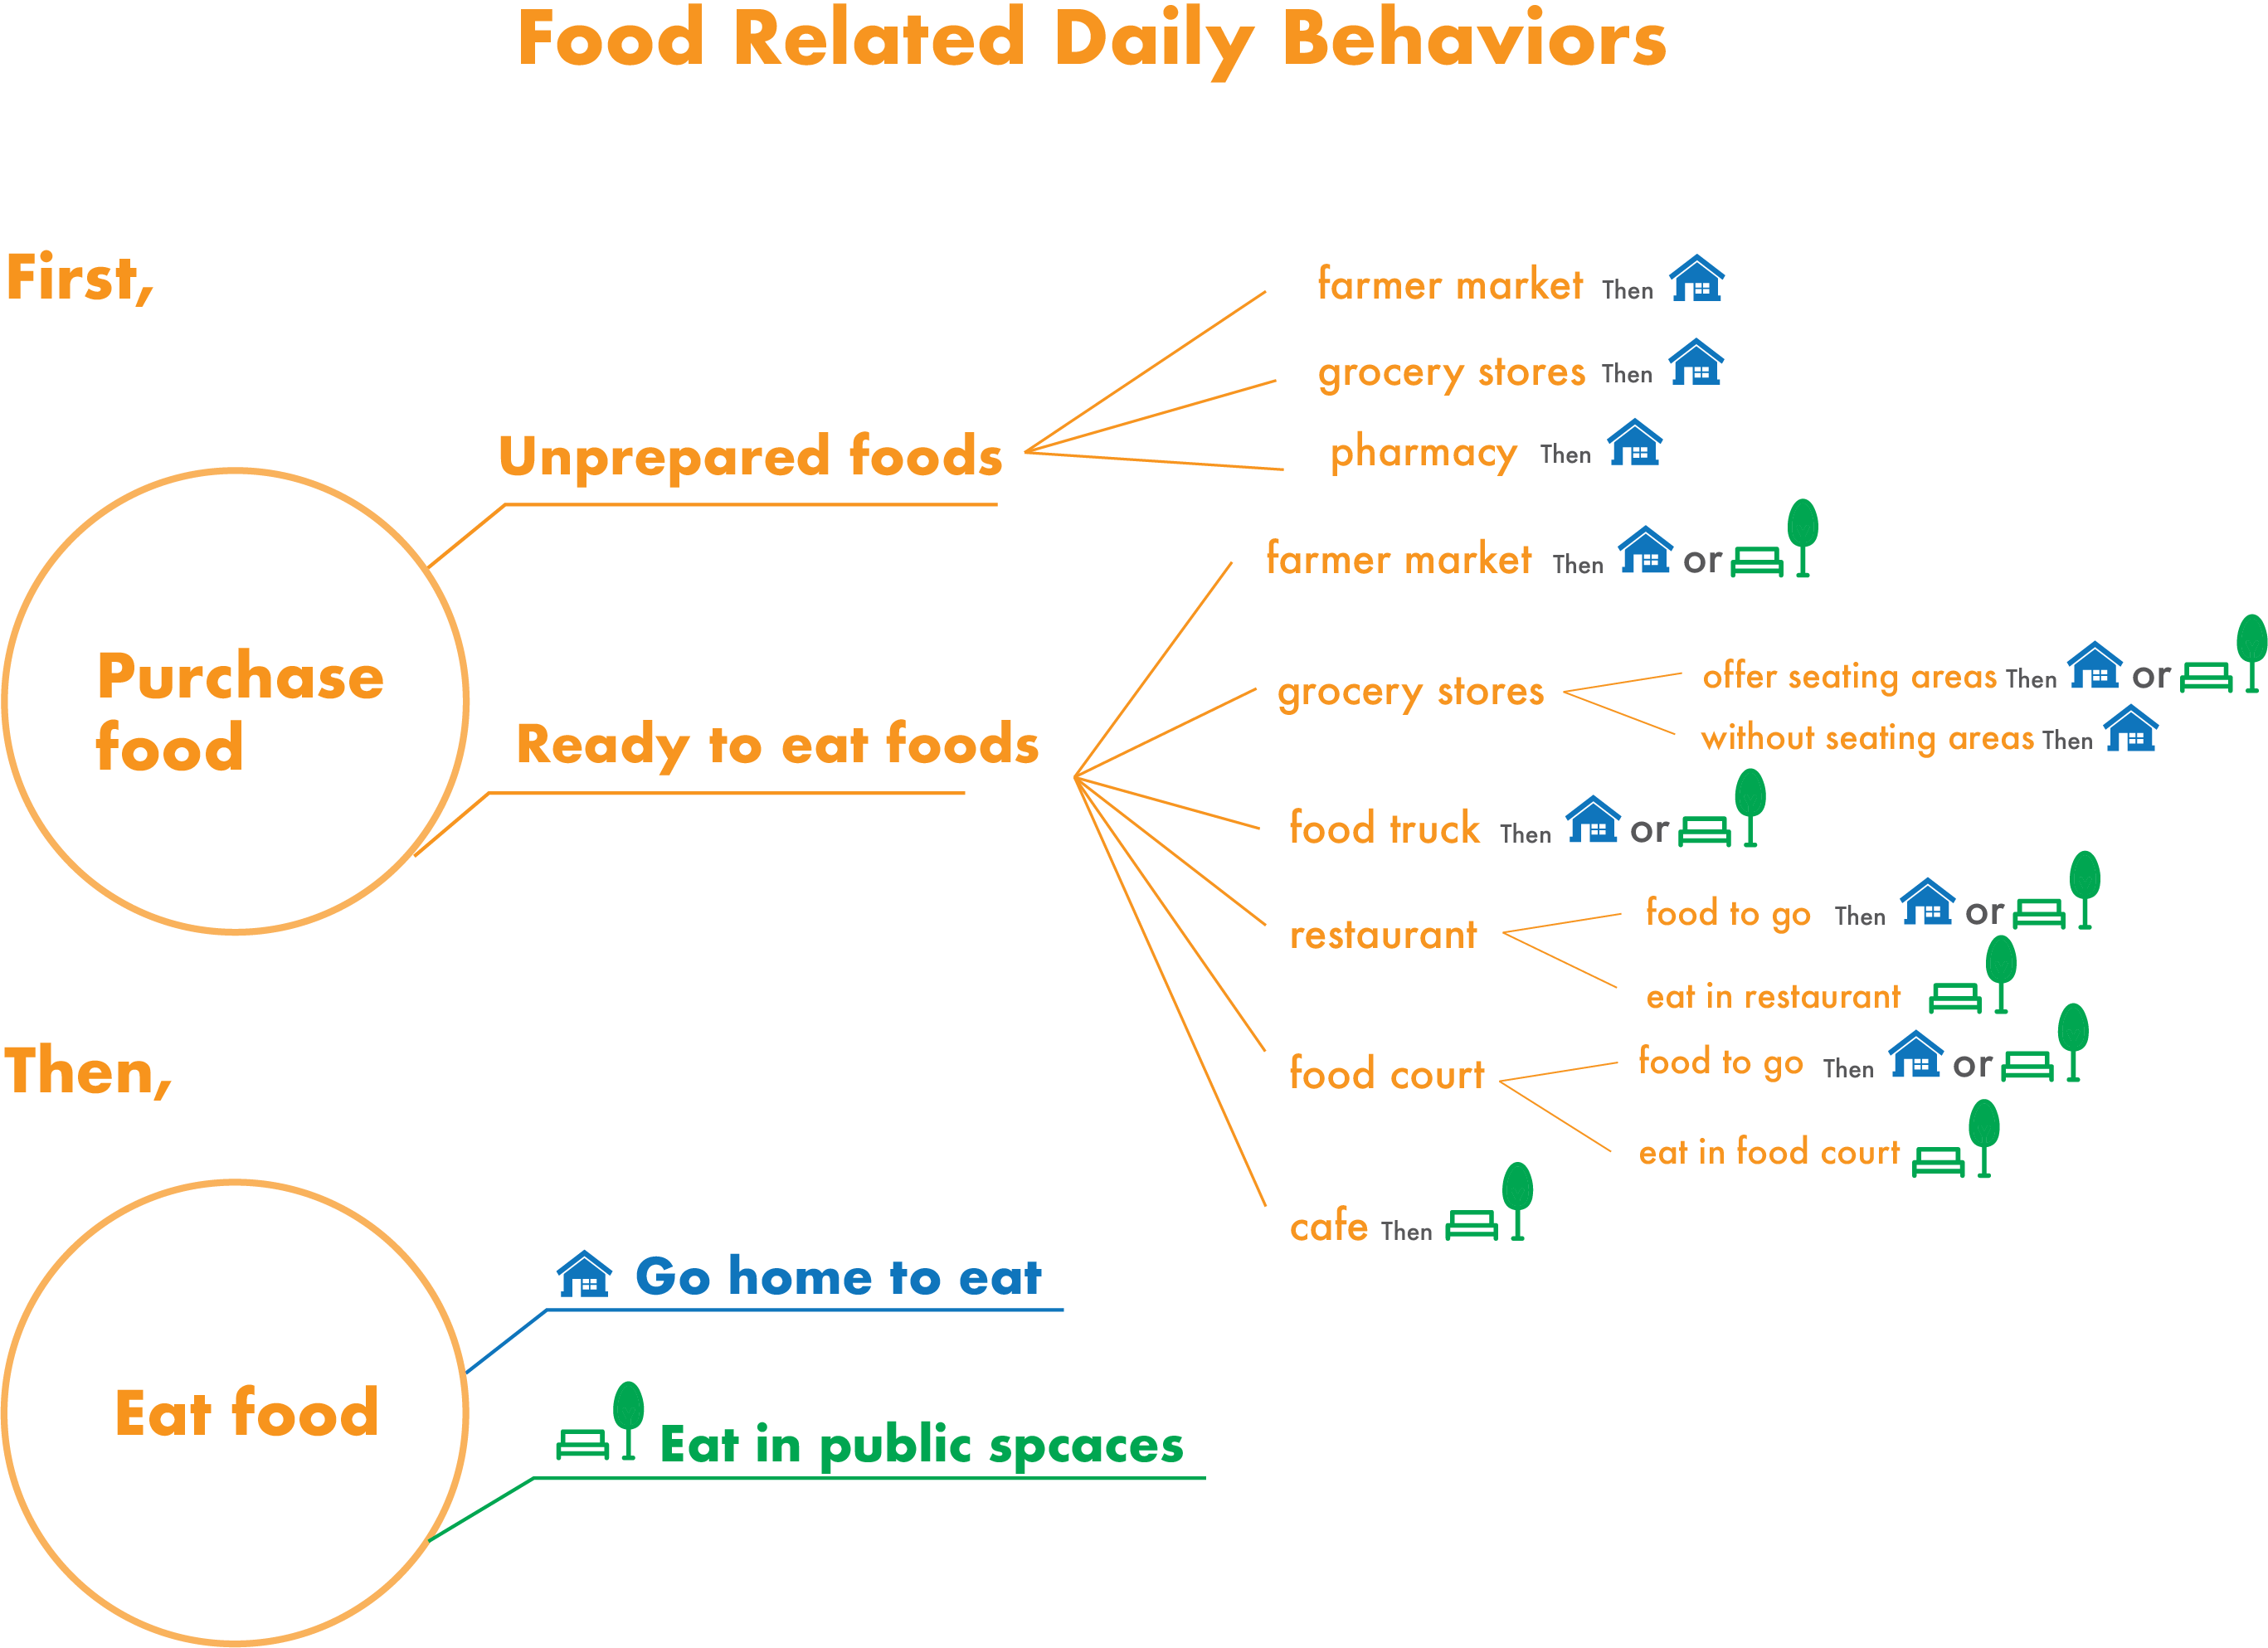 Food Related Daily Behaviors
First,
farmer market Then
grocery stores Then
Unprepared foods
pharmacy Then
farmer market Then or
Purchase
food
grocery stores
offer seating areas Then or
without seating areas Then
Ready to eat foods
food truck Then or
restaurant
food to go Then or
eat in restaurant
Then,
food court
food to go Then or
eat in food court
cafe Then
Go home to eat
Eat food
Eat in public spcaces